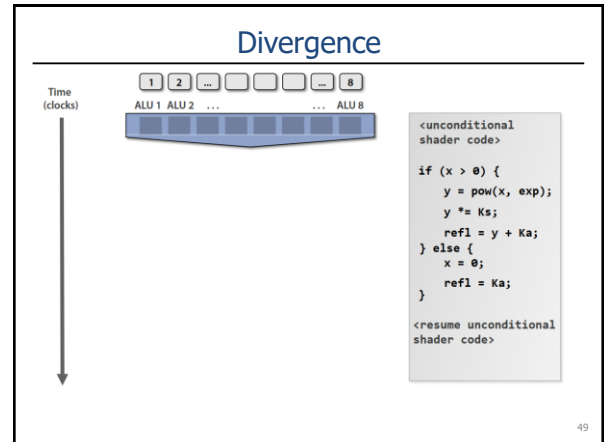 Divergence
Time
(clocks)
1 2 ... ... 8
ALU 1 ALU 2 ... ... ALU 8
<unconditional
shader code>
if (x > 0) {
y = pow(x, exp);
y *= Ks;
refl = y + Ka;
} else {
x = 0;
refl = Ka;
}
<resume unconditional
shader code>
49